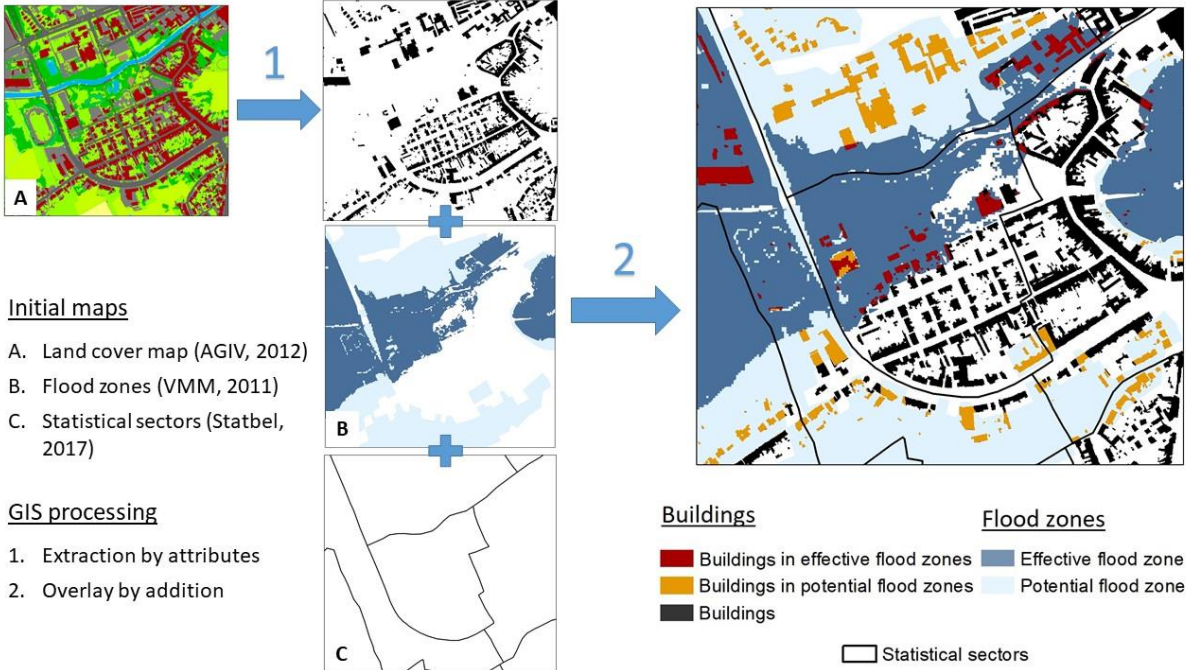 1
A
Initial maps
A. Land cover map (AGIV, 2012)
B. Flood zones (VMM, 2011)
C. Statistical sectors (Statbel,
2017)
GIS processing
1. Extraction by attributes
2. Overlay by addition
B
C
2
Buildings
Buildings in effective flood zones
Buildings in potential flood zones
Buildings
Flood zones
Effective flood zone
Potential flood zone
Statistical sectors